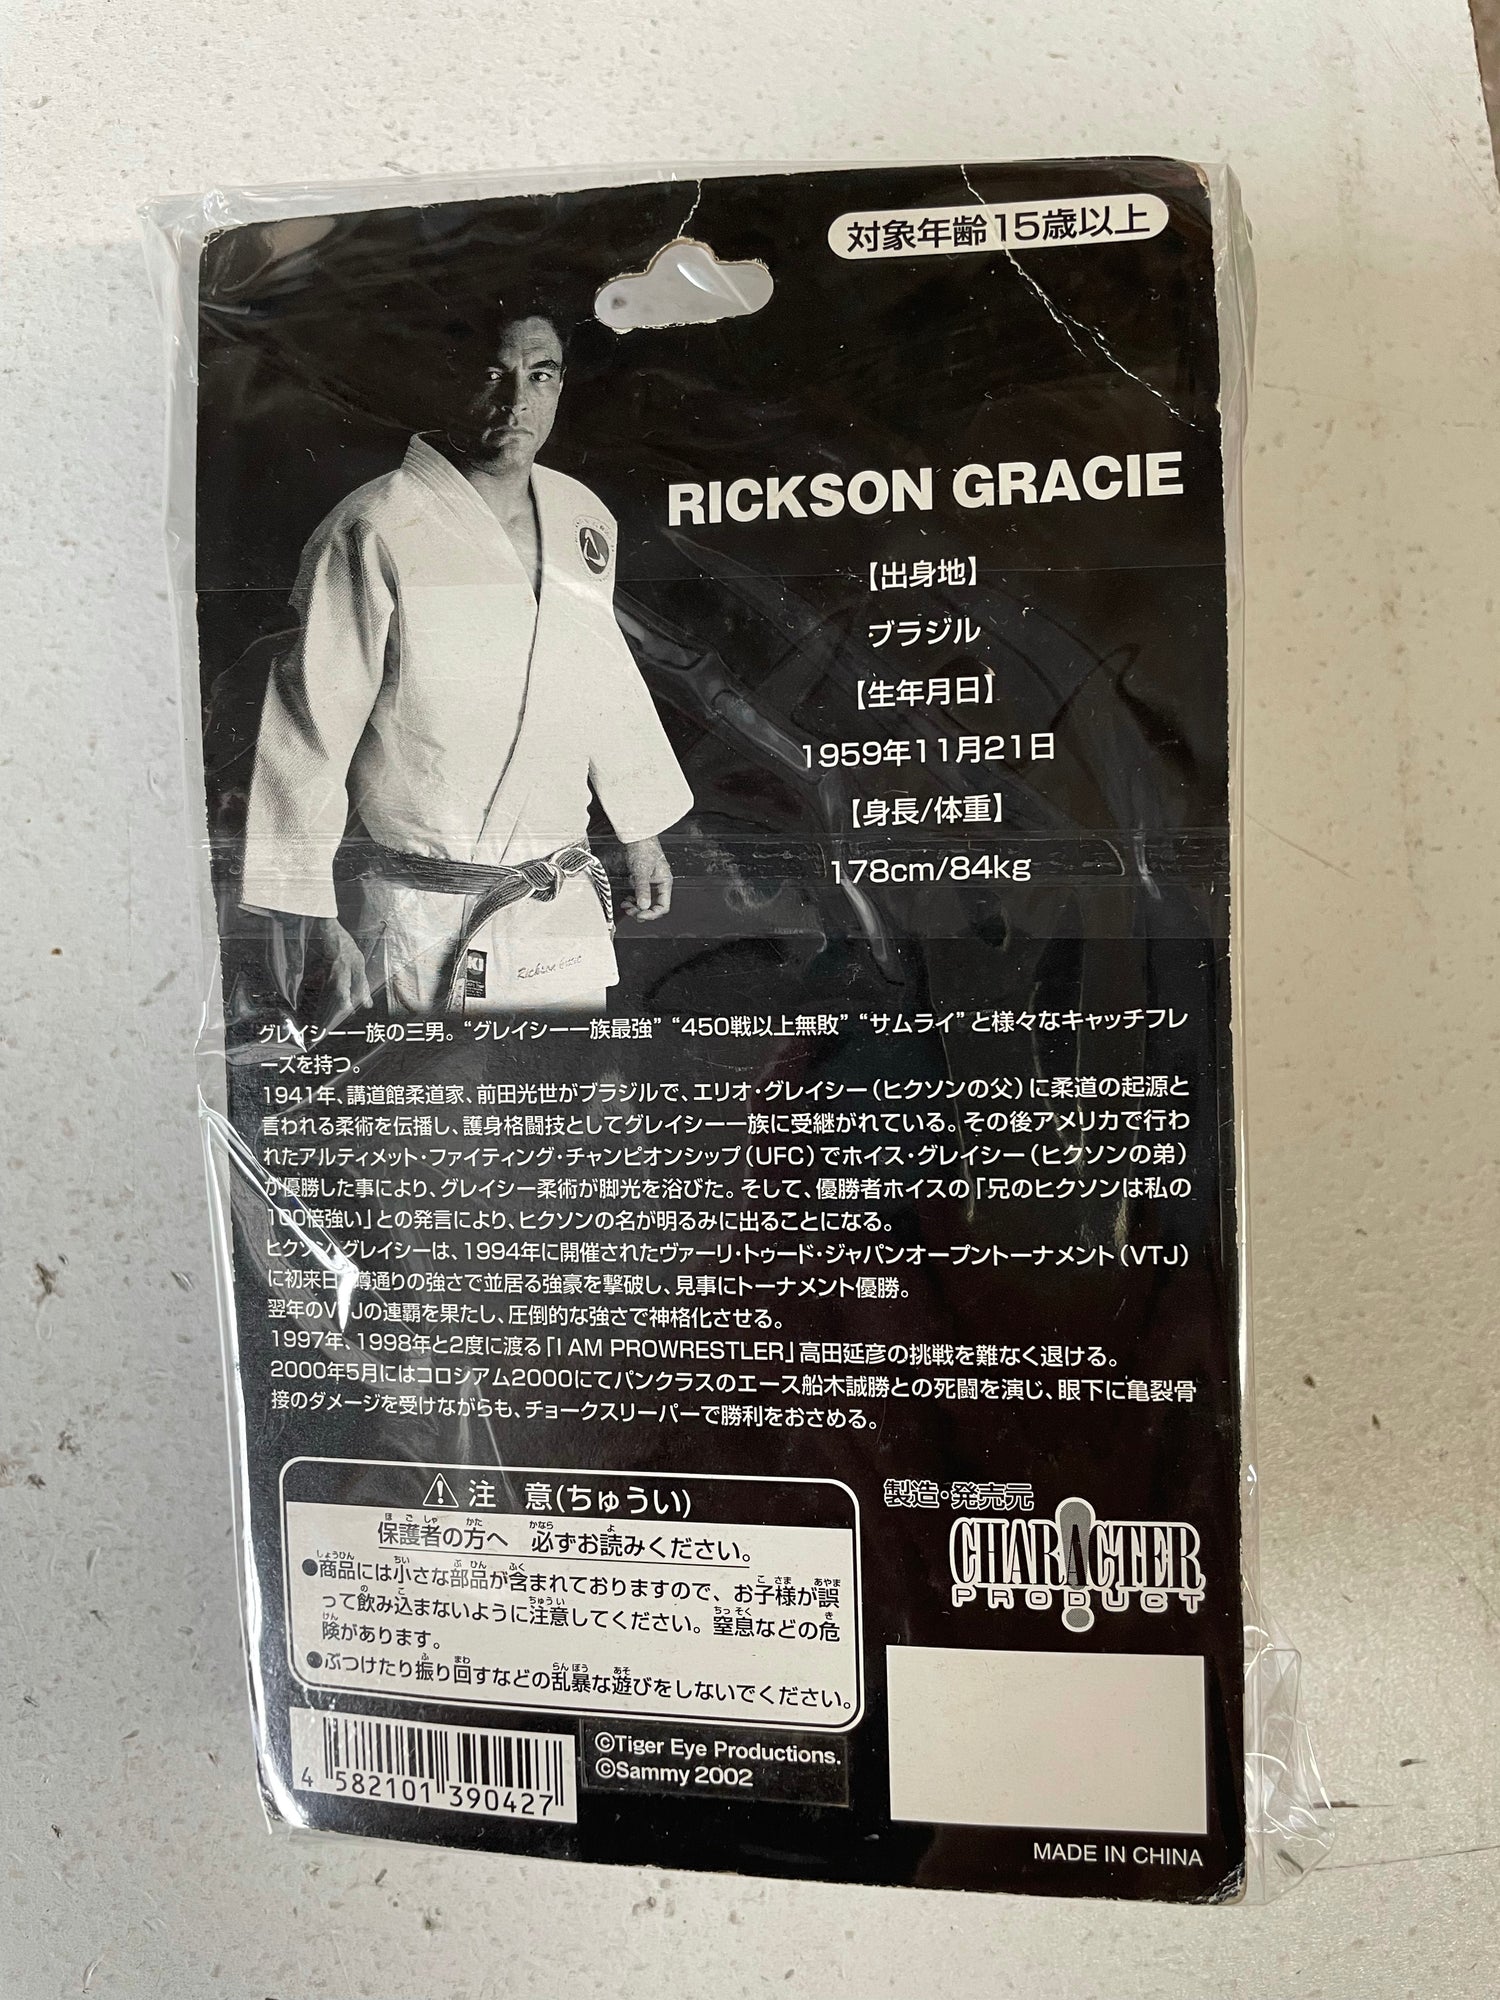 対象年齢15歳以上
RICKSON GRACIE
【出身地】
ブラジル
【生年月日】
1959年11月21日
【身長/体重】
178cm/84kg
Rickson Gracie
グレイシー一族の三男。“グレイシー一族最強”“450戦以上無敗”“サムライ”と様々なキャッチフレ
ーズを持つ。
1941年、講道館柔道家、前田光世がブラジルで、エリオ・グレイシー(ヒクソンの父)に柔道の起源と
言われる柔術を伝播し、護身格闘技としてグレイシー一族に受継がれている。その後アメリカで行わ
れたアルティメット・ファイティング・チャンピオンシップ(UFC)でホイス・グレイシー(ヒクソンの弟)
が優勝した事により、グレイシー柔術が脚光を浴びた。そして、優勝者ホイスの「兄のヒクソンは私の
100倍強い」との発言により、ヒクソンの名が明るみに出ることになる。
ヒクソン・グレイシーは、1994年に開催されたヴァーリ・トゥード・ジャパンオープントーナメント(VTJ)
に初来日。噂通りの強さで並居る強豪を撃破し、見事にトーナメント優勝。
翌年のVTJの連覇を果たし、圧倒的な強さで神格化させる。
1997年、1998年と2度に渡る「I AM PROWRESTLER」高田延彦の挑戦を難なく退ける。
2000年5月にはコロシアム2000にてパンクラスのエース船木誠勝との死闘を演じ、眼下に亀裂骨
接のダメージを受けながらも、チョークスリーパーで勝利をおさめる。
注 意(ちゅうい)
保護者の方へ 必ずお読みください。
●商品には小さな部品が含まれておりますので、お子様が誤
って飲み込まないように注意してください。窒息などの危
険があります。
●ぶつけたり振り回すなどの乱暴な遊びをしないでください。
製造・発売元
CHARACTER
PRODUCT
4 582101 390427
©Tiger Eye Productions.
©Sammy 2002
MADE IN CHINA